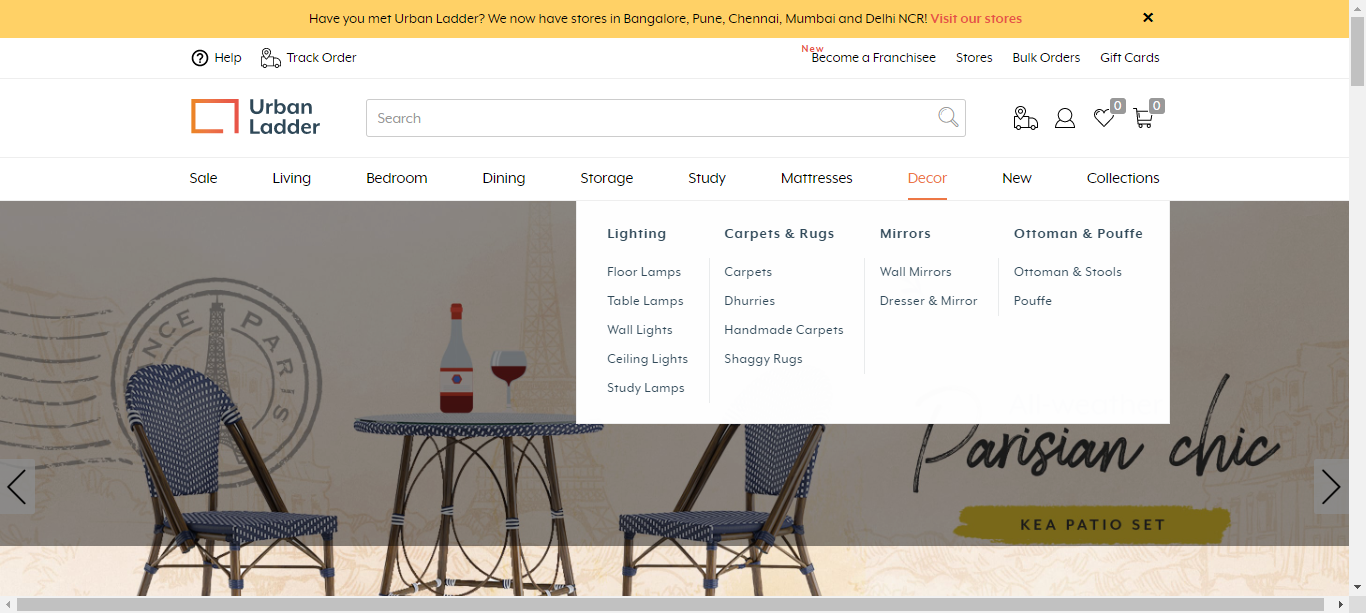 Have you met Urban Ladder? We now have stores in Bangalore, Pune, Chennai, Mumbai and Delhi NCR! Visit our stores
Help Track Order
New
Become a Franchisee Stores Bulk Orders Gift Cards
Urban
Ladder
Search
0 0
Sale Living Bedroom Dining Storage Study Mattresses Decor New Collections
Lighting
Floor Lamps
Table Lamps
Wall Lights
Ceiling Lights
Study Lamps
Carpets & Rugs
Carpets
Dhurries
Handmade Carpets
Shaggy Rugs
Mirrors
Wall Mirrors
Dresser & Mirror
Ottoman & Pouffe
Ottoman & Stools
Pouffe
PARIS
Parisian chic
KEA PATIO SET